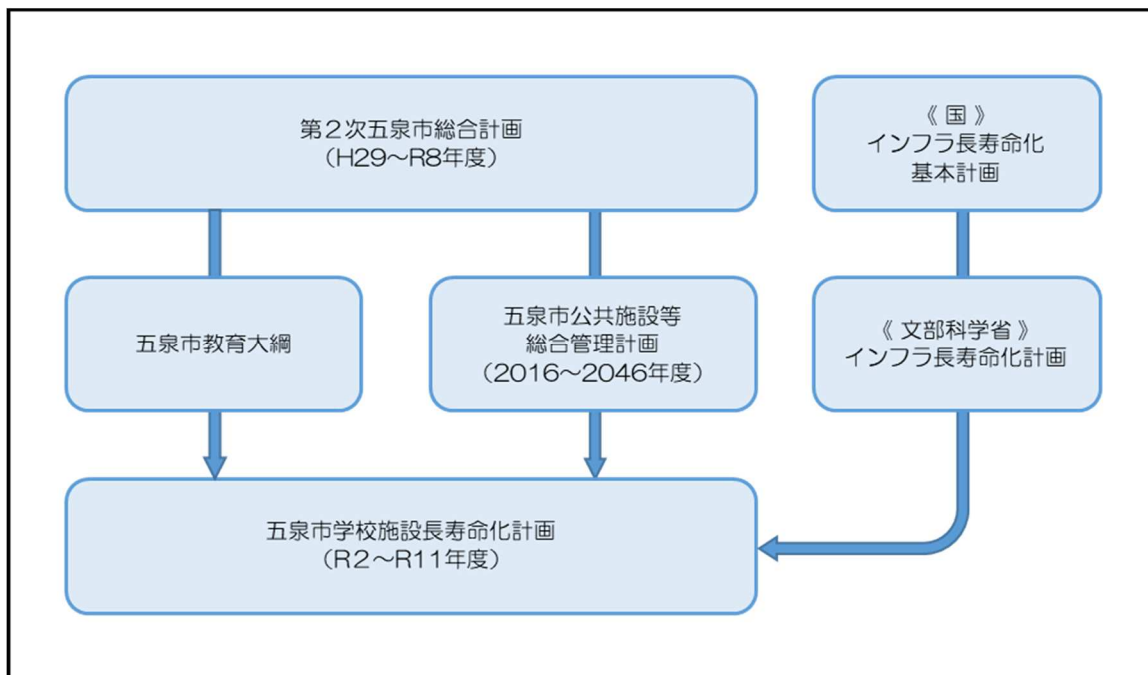 第２次五泉市総合計画
（H29～R8年度）
《 国 》
インフラ長寿命化
基本計画
五泉市教育大綱
五泉市公共施設等
総合管理計画
（2016～2046年度）
《 文部科学省 》
インフラ長寿命化計画
五泉市学校施設長寿命化計画
（R２～R11年度）